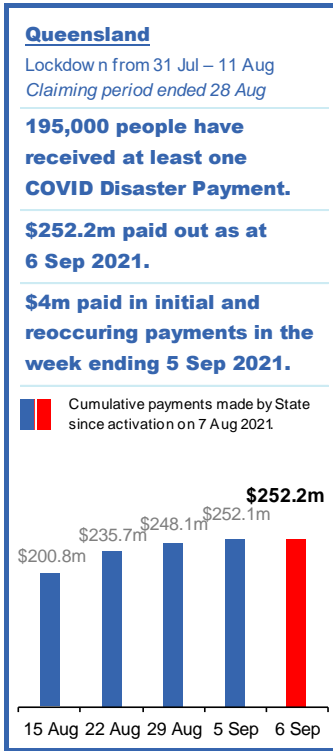 Queensland
Lockdown from 31 Jul – 11 Aug
Claiming period ended 28 Aug
195,000 people have
received at least one
COVID Disaster Payment.
$252.2m paid out as at
6 Sep 2021.
$4m paid in initial and
reoccuring payments in the
week ending 5 Sep 2021.
Cumulative payments made by State
since activation on 7 Aug 2021.
$200.8m
$235.7m
$248.1m
$252.1m
$252.2m
15 Aug 22 Aug 29 Aug 5 Sep 6 Sep